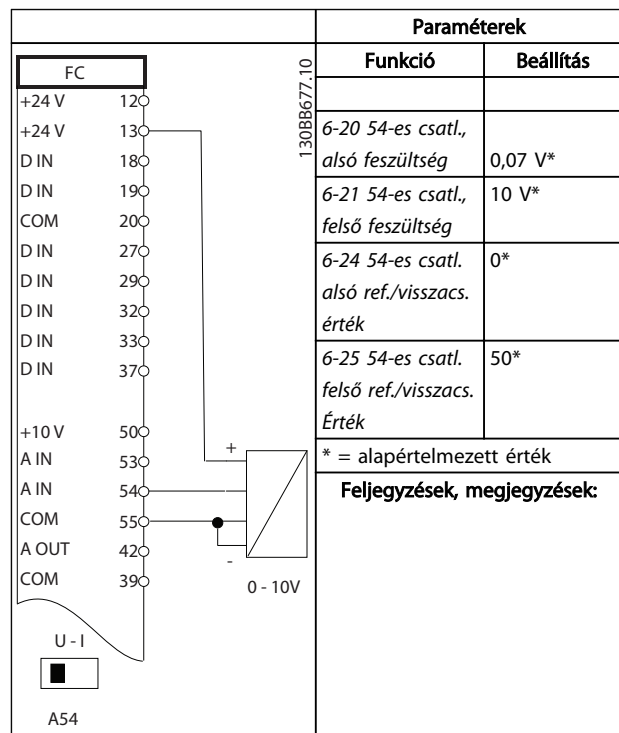 FC
+24 V 12
+24 V 13
D IN 18
D IN 19
COM 20
D IN 27
D IN 29
D IN 32
D IN 33
D IN 37
+10 V 50
A IN 53
A IN 54
COM 55
A OUT 42
COM 39
+
-
0 - 10V
U - I
A54
130BB677.10
Paraméterek
Funkció Beállítás
6-20 54-es csatl.,
alsó feszültség 0,07 V*
6-21 54-es csatl., 10 V*
felső feszültség
6-24 54-es csatl. 0*
alsó ref./visszacs.
érték
6-25 54-es csatl. 50*
felső ref./visszacs.
Érték
* = alapértelmezett érték
Feljegyzések, megjegyzések: